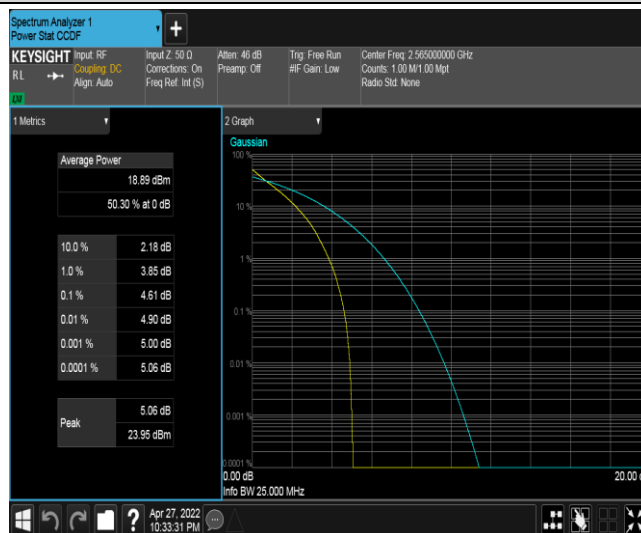 Spectrum Analyzer 1
Power Stat CCDF
KEYSIGHT
Input: RF
Coupling: DC
Align: Auto
Input Z: 50 Ω
Corrections: On
Freq Ref: Int (S)
Atten: 46 dB
Preamp: Off
Trig: Free Run
#IF Gain: Low
Center Freq: 2.565000000 GHz
Counts: 1.00 M/1.00 Mpt
Radio Std: None
RL
LXI
1 Metrics
Average Power
18.89 dBm
50.30 % at 0 dB
10.0 % 2.18 dB
1.0 % 3.85 dB
0.1 % 4.61 dB
0.01 % 4.90 dB
0.001 % 5.00 dB
0.0001 % 5.06 dB
Peak
5.06 dB
23.95 dBm
2 Graph
Gaussian
100 %
10 %
1 %
0.1 %
0.01 %
0.001 %
0.0001 %
0.00 dB
20.00
Info BW 25.000 MHz
?
Apr 27, 2022
10:33:31 PM